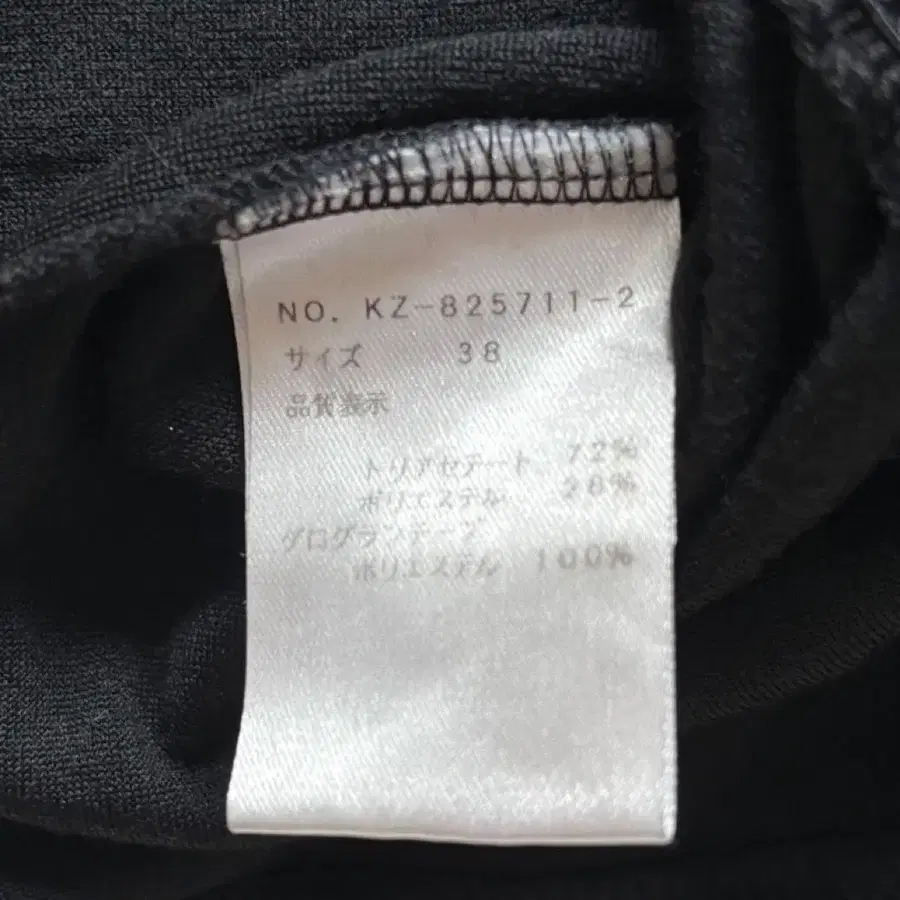 NO. KZ-825711-2
サイズ 38
品質表示
トリアセテート 72%
ポリエステル 28%
グログランテープ
ポリエステル 100%